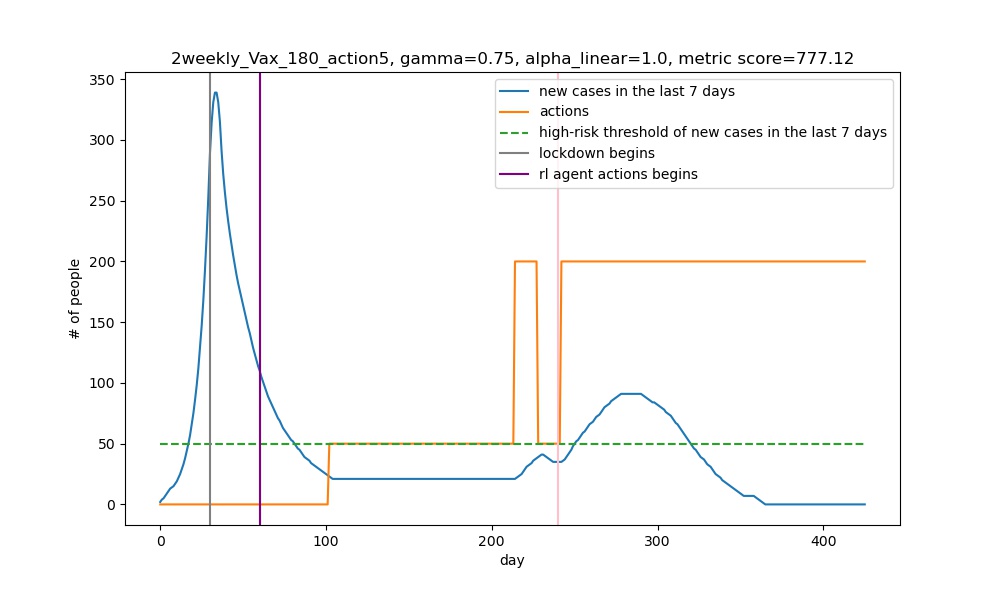 2weekly_Vax_180_action5, gamma=0.75, alpha_linear=1.0, metric score=777.12
new cases in the last 7 days
actions
high-risk threshold of new cases in the last 7 days
lockdown begins
rl agent actions begins
# of people
350
300
250
200
150
100
50
0
0
100
200
300
400
day